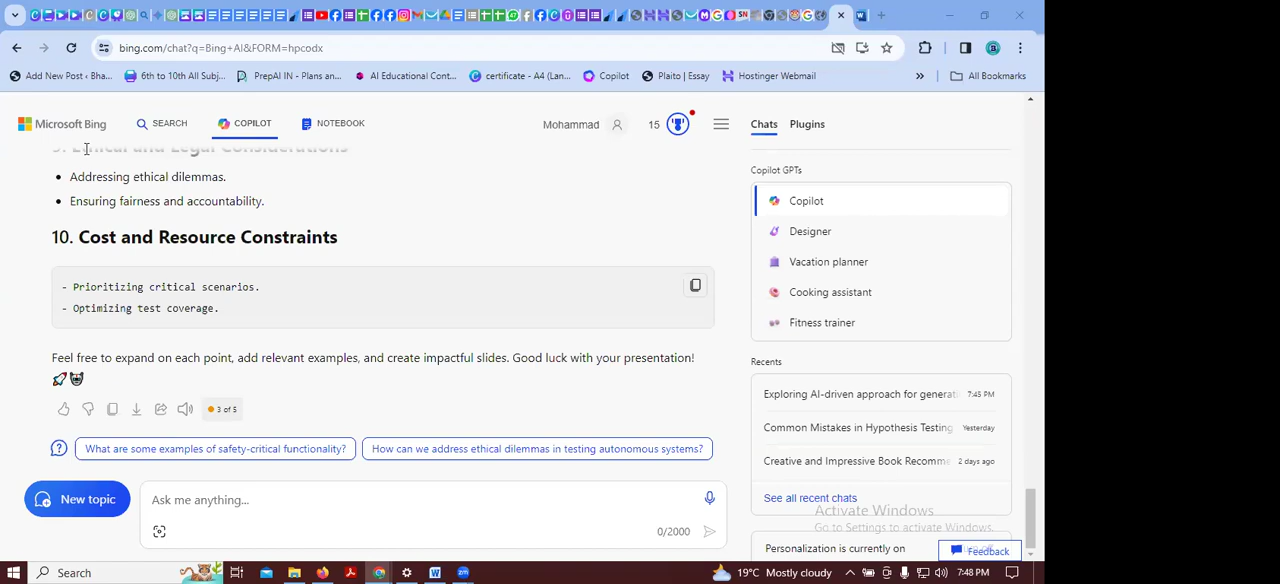 bing.com/chat?q=Bing+AI&FORM=hpcodx
Add New Post ‹ Bha...
6th to 10th All Subj...
PrepAI IN - Plans an...
AI Educational Cont...
certificate - A4 (Lan...
Copilot
Plaito | Essay
Hostinger Webmail
»
All Bookmarks
Microsoft Bing
SEARCH
COPILOT
NOTEBOOK
Mohammad
15
Chats
Plugins
9. Ethical and Legal Considerations
• Addressing ethical dilemmas.
• Ensuring fairness and accountability.
10. Cost and Resource Constraints
- Prioritizing critical scenarios.
- Optimizing test coverage.
Feel free to expand on each point, add relevant examples, and create impactful slides. Good luck with your presentation!
3 of 5
What are some examples of safety-critical functionality?
How can we address ethical dilemmas in testing autonomous systems?
New topic
Ask me anything...
0/2000
Copilot GPTs
Copilot
Designer
Vacation planner
Cooking assistant
Fitness trainer
Recents
Exploring AI-driven approach for generati
7:45 PM
Common Mistakes in Hypothesis Testing
Yesterday
Creative and Impressive Book Recomme
2 days ago
See all recent chats
Activate Windows
Go to Settings to activate Windows.
Personalization is currently on
Feedback
Search
19°C Mostly cloudy
ENG
7:48 PM